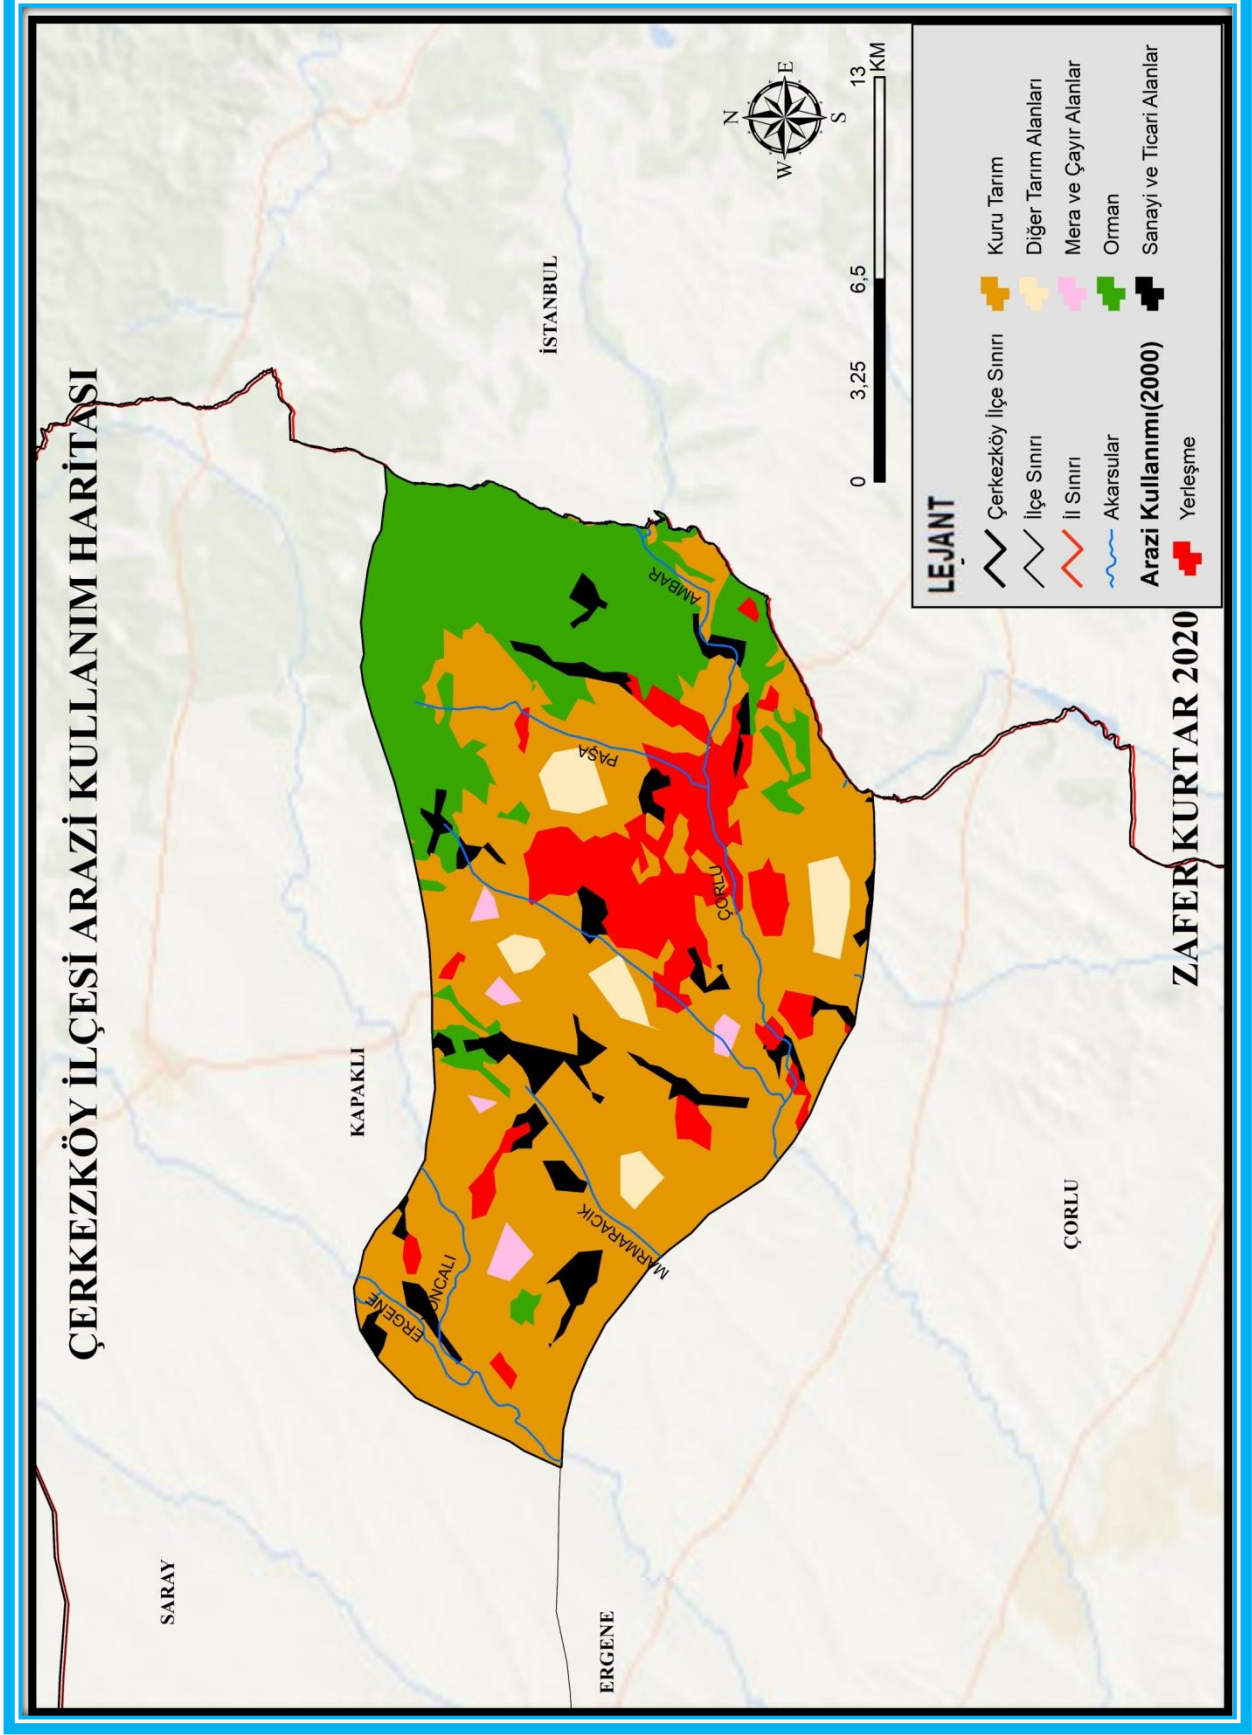 ÇERKEZKÖY İLÇESİ ARAZİ KULLANIM HARİTASI
SARAY
KAPAKLI
İSTANBUL
ERGENE
ÇORLU
ERGENE
MARMARACIK
PAŞA
ÇORLU
AMBAR
N
E
S
W
0 3,25 6,5 13
KM
LEJANT
Çerkezköy İlçe Sınırı
İlçe Sınırı
İl Sınırı
Akarsular
Arazi Kullanımı(2000)
Yerleşme
Kuru Tarım
Diğer Tarım Alanları
Mera ve Çayır Alanlar
Orman
Sanayi ve Ticari Alanlar
ZAFER KURTAR 2020